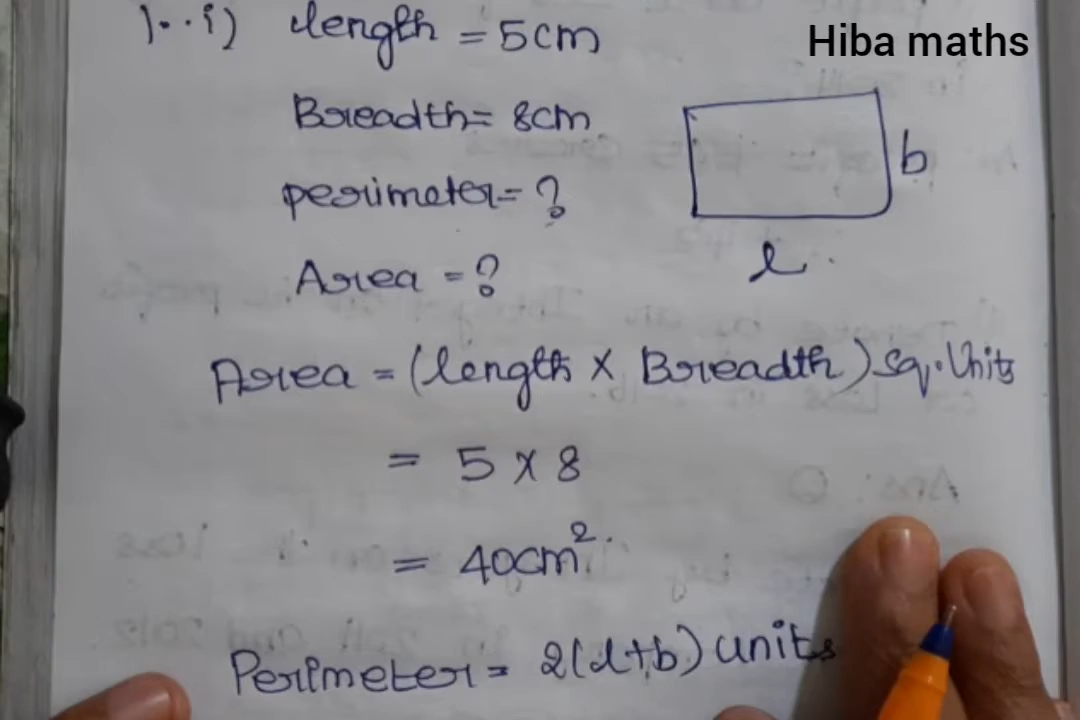 1. i) length = 5cm
Hiba maths
Breadth = 8cm
b
perimeter = ?
l
Area = ?
Area = (length X Breadth) Sq. Units
= 5 X 8
= 40cm².
Perimeter = 2(l+b) units